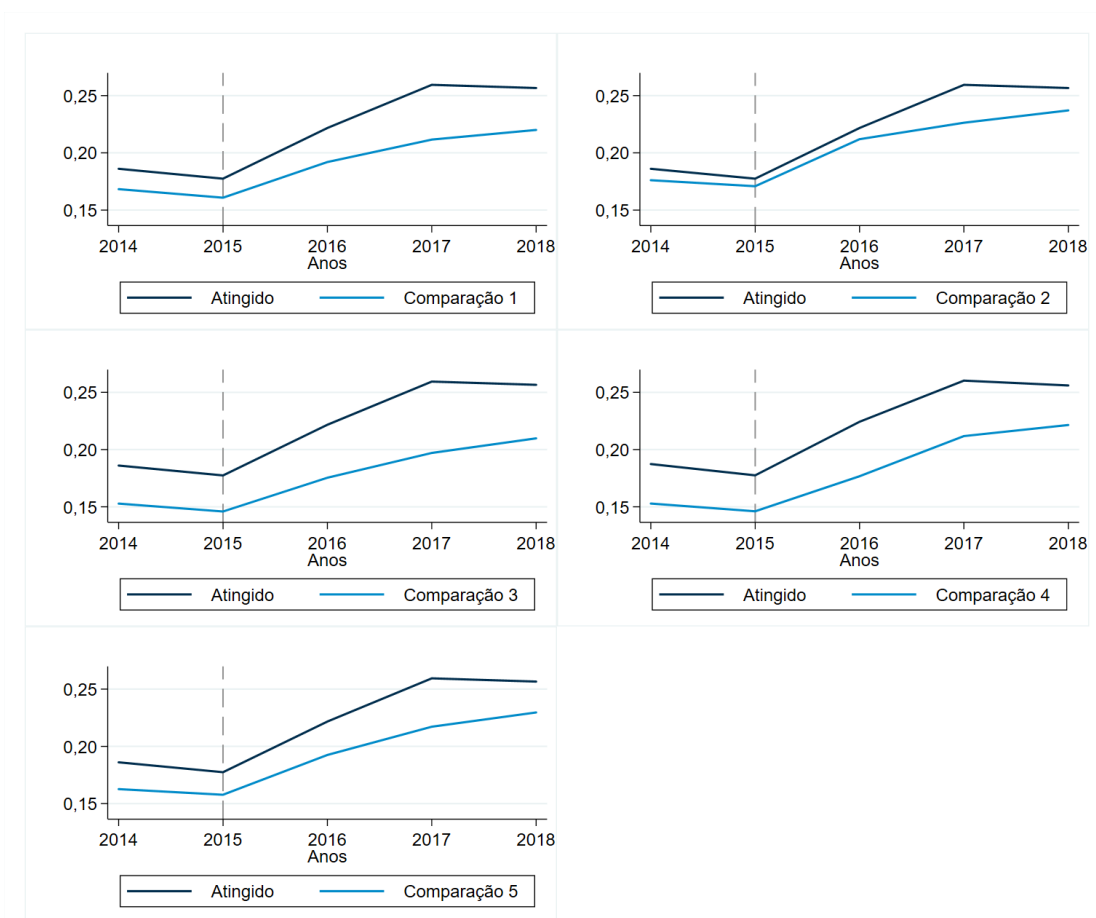 0,25
0,20
0,15
2014 2015 2016 2017 2018
Anos
Atingido Comparação 1
0,25
0,20
0,15
2014 2015 2016 2017 2018
Anos
Atingido Comparação 2
0,25
0,20
0,15
2014 2015 2016 2017 2018
Anos
Atingido Comparação 3
0,25
0,20
0,15
2014 2015 2016 2017 2018
Anos
Atingido Comparação 4
0,25
0,20
0,15
2014 2015 2016 2017 2018
Anos
Atingido Comparação 5